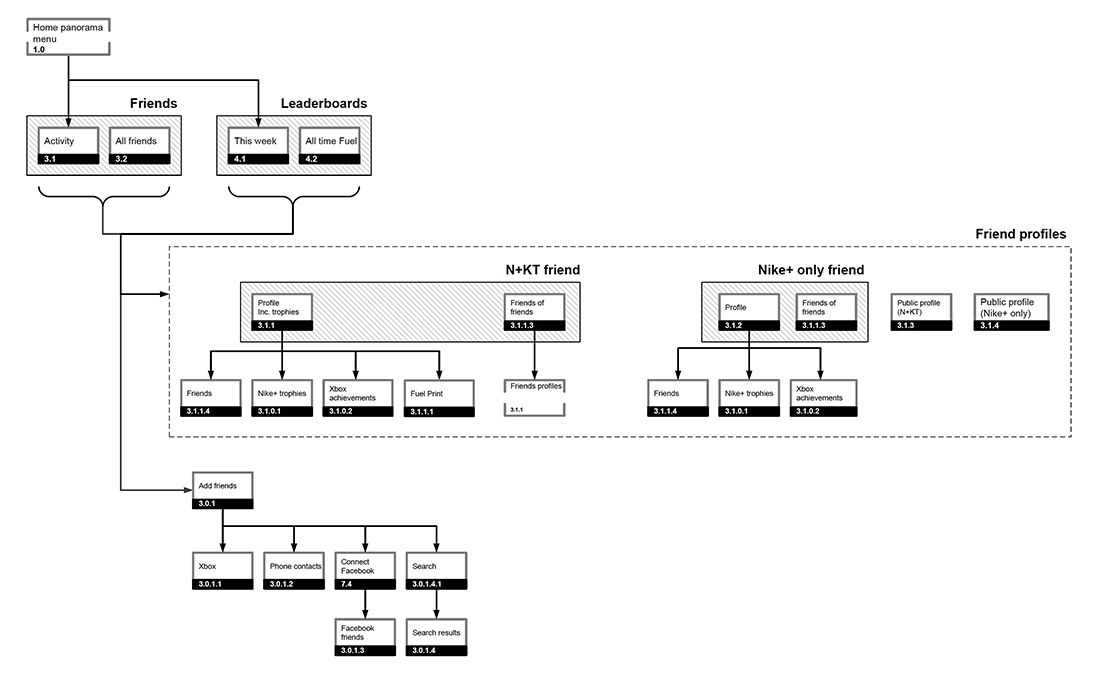 Home panorama
menu
1.0
Friends
Leaderboards
Activity
3.1
All friends
3.2
This week
4.1
All time Fuel
4.2
Friend profiles
N+KT friend
Nike+ only friend
Profile
Inc. trophies
3.1.1
Friends of
friends
3.1.1.3
Profile
3.1.2
Friends of
friends
3.1.1.3
Public profile
(N+KT)
3.1.3
Public profile
(Nike+ only)
3.1.4
Friends
3.1.1.4
Nike+ trophies
3.1.0.1
Xbox
achievements
3.1.0.2
Fuel Print
3.1.1.1
Friends profiles
3.1.1
Friends
3.1.1.4
Nike+ trophies
3.1.0.1
Xbox
achievements
3.1.0.2
Add friends
3.0.1
Xbox
3.0.1.1
Phone contacts
3.0.1.2
Connect
Facebook
7.4
Search
3.0.1.4.1
Facebook
friends
3.0.1.3
Search results
3.0.1.4